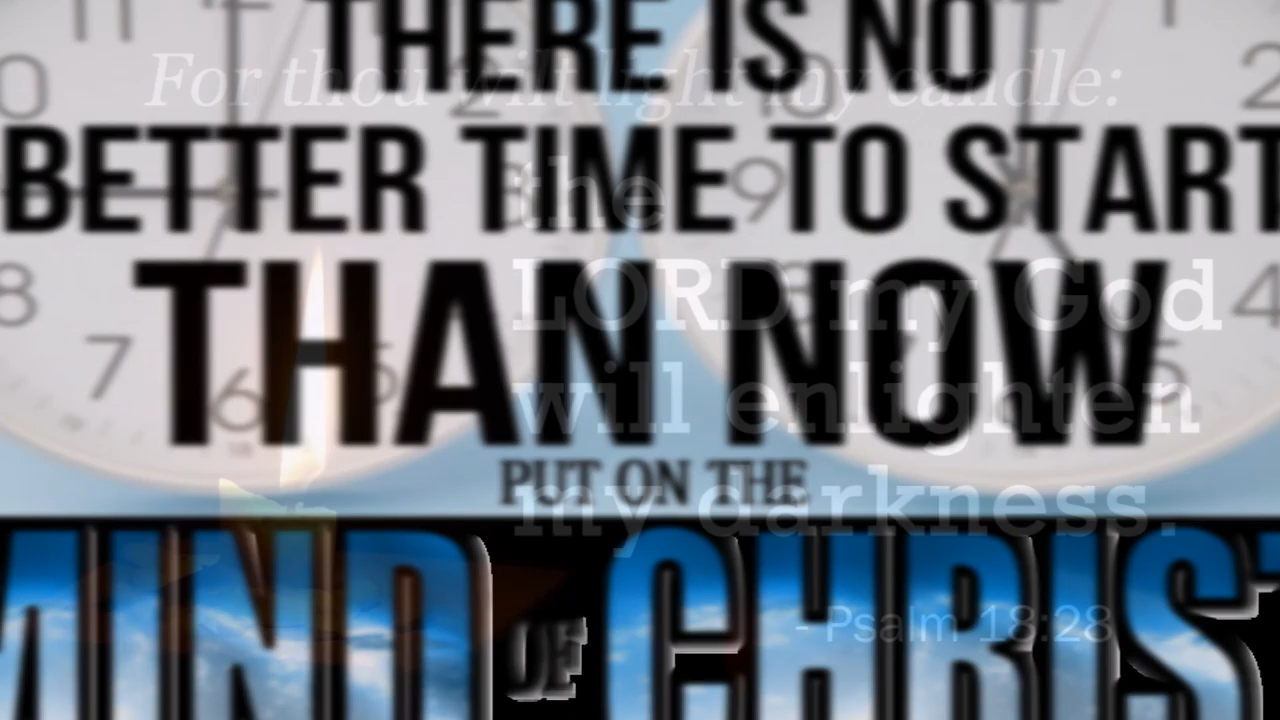 THERE IS NO
For thou wilt light my candle:
BETTER TIME TO START
the
THAN NOW
LORD my God
will enlighten
PUT ON THE
my darkness.
MIND OF CHRIST
- Psalm 18:28